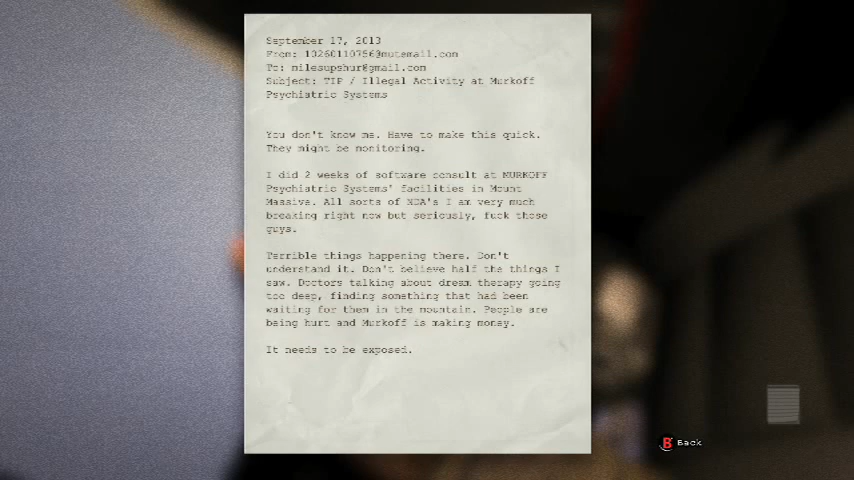 September 17, 2013
From: 10260110756@mutemail.com
To: milesupshur@gmail.com
Subject: TIP / Illegal Activity at Murkoff
Psychiatric Systems
You don't know me. Have to make this quick.
They might be monitoring.
I did 2 weeks of software consult at MURKOFF
Psychiatric Systems' facilities in Mount
Massive. All sorts of NDA's I am very much
breaking right now but seriously, fuck those
guys.
Terrible things happening there. Don't
understand it. Don't believe half the things I
saw. Doctors talking about dream therapy going
too deep, finding something that had been
waiting for them in the mountain. People are
being hurt and Murkoff is making money.
It needs to be exposed.
B Back